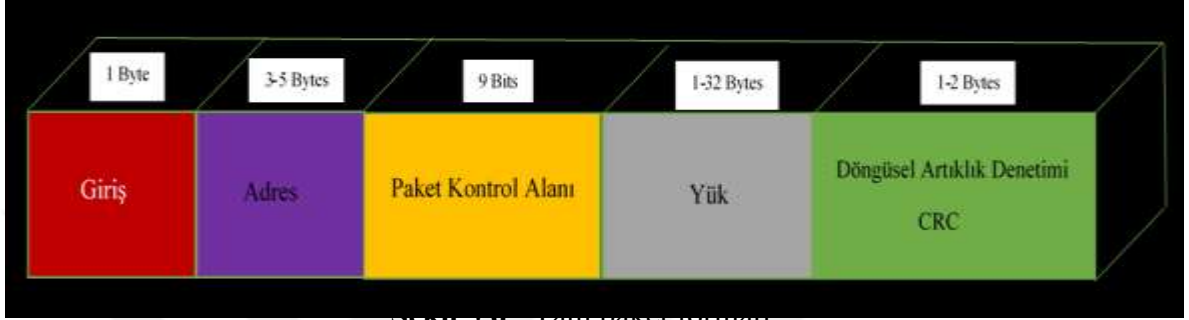 1 Byte
3-5 Bytes
9 Bits
1-32 Bytes
1-2 Bytes
Giriş
Adres
Paket Kontrol Alanı
Yük
Döngüsel Artıklık Denetimi
CRC